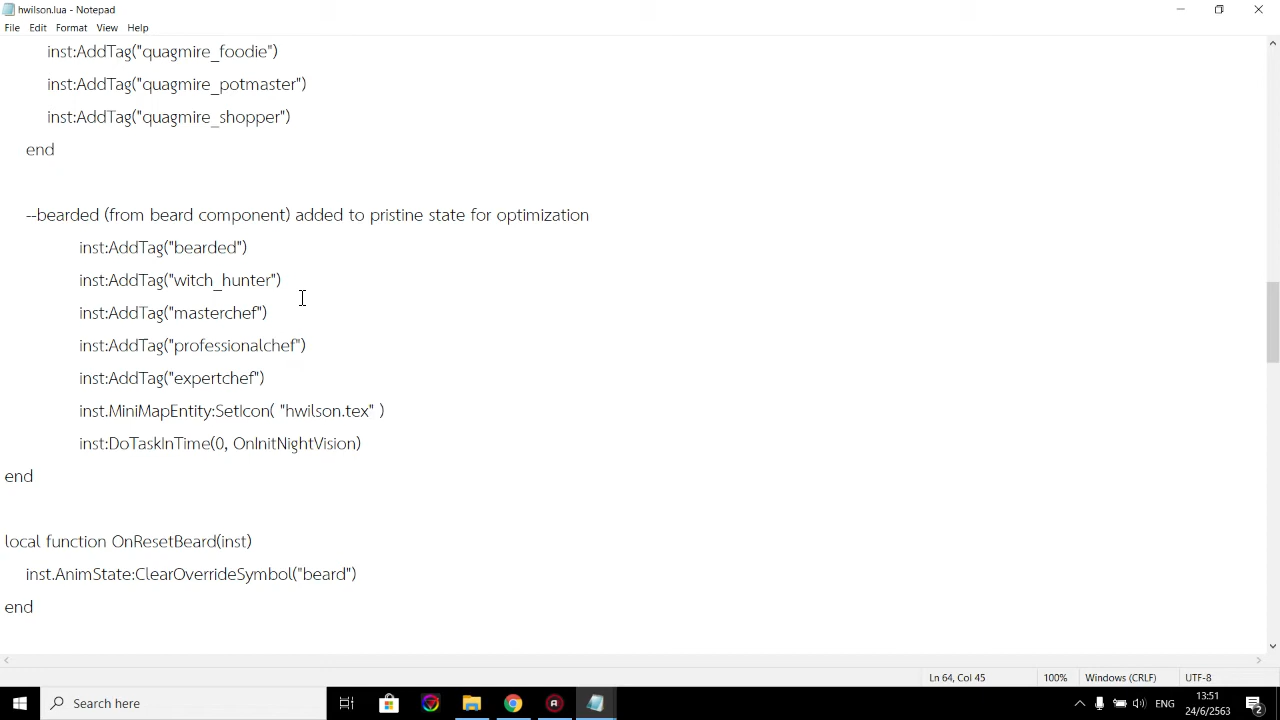 hwilson.lua - Notepad
File Edit Format View Help
inst:AddTag("quagmire_foodie")
inst:AddTag("quagmire_potmaster")
inst:AddTag("quagmire_shopper")
end
--bearded (from beard component) added to pristine state for optimization
inst:AddTag("bearded")
inst:AddTag("witch_hunter")
inst:AddTag("masterchef")
inst:AddTag("professionalchef")
inst:AddTag("expertchef")
inst.MiniMapEntity:SetIcon( "hwilson.tex" )
inst:DoTaskInTime(0, OnInitNightVision)
end
local function OnResetBeard(inst)
inst.AnimState:ClearOverrideSymbol("beard")
end
Ln 64, Col 45 100% Windows (CRLF) UTF-8
Search here ENG 13:51
24/6/2563 2